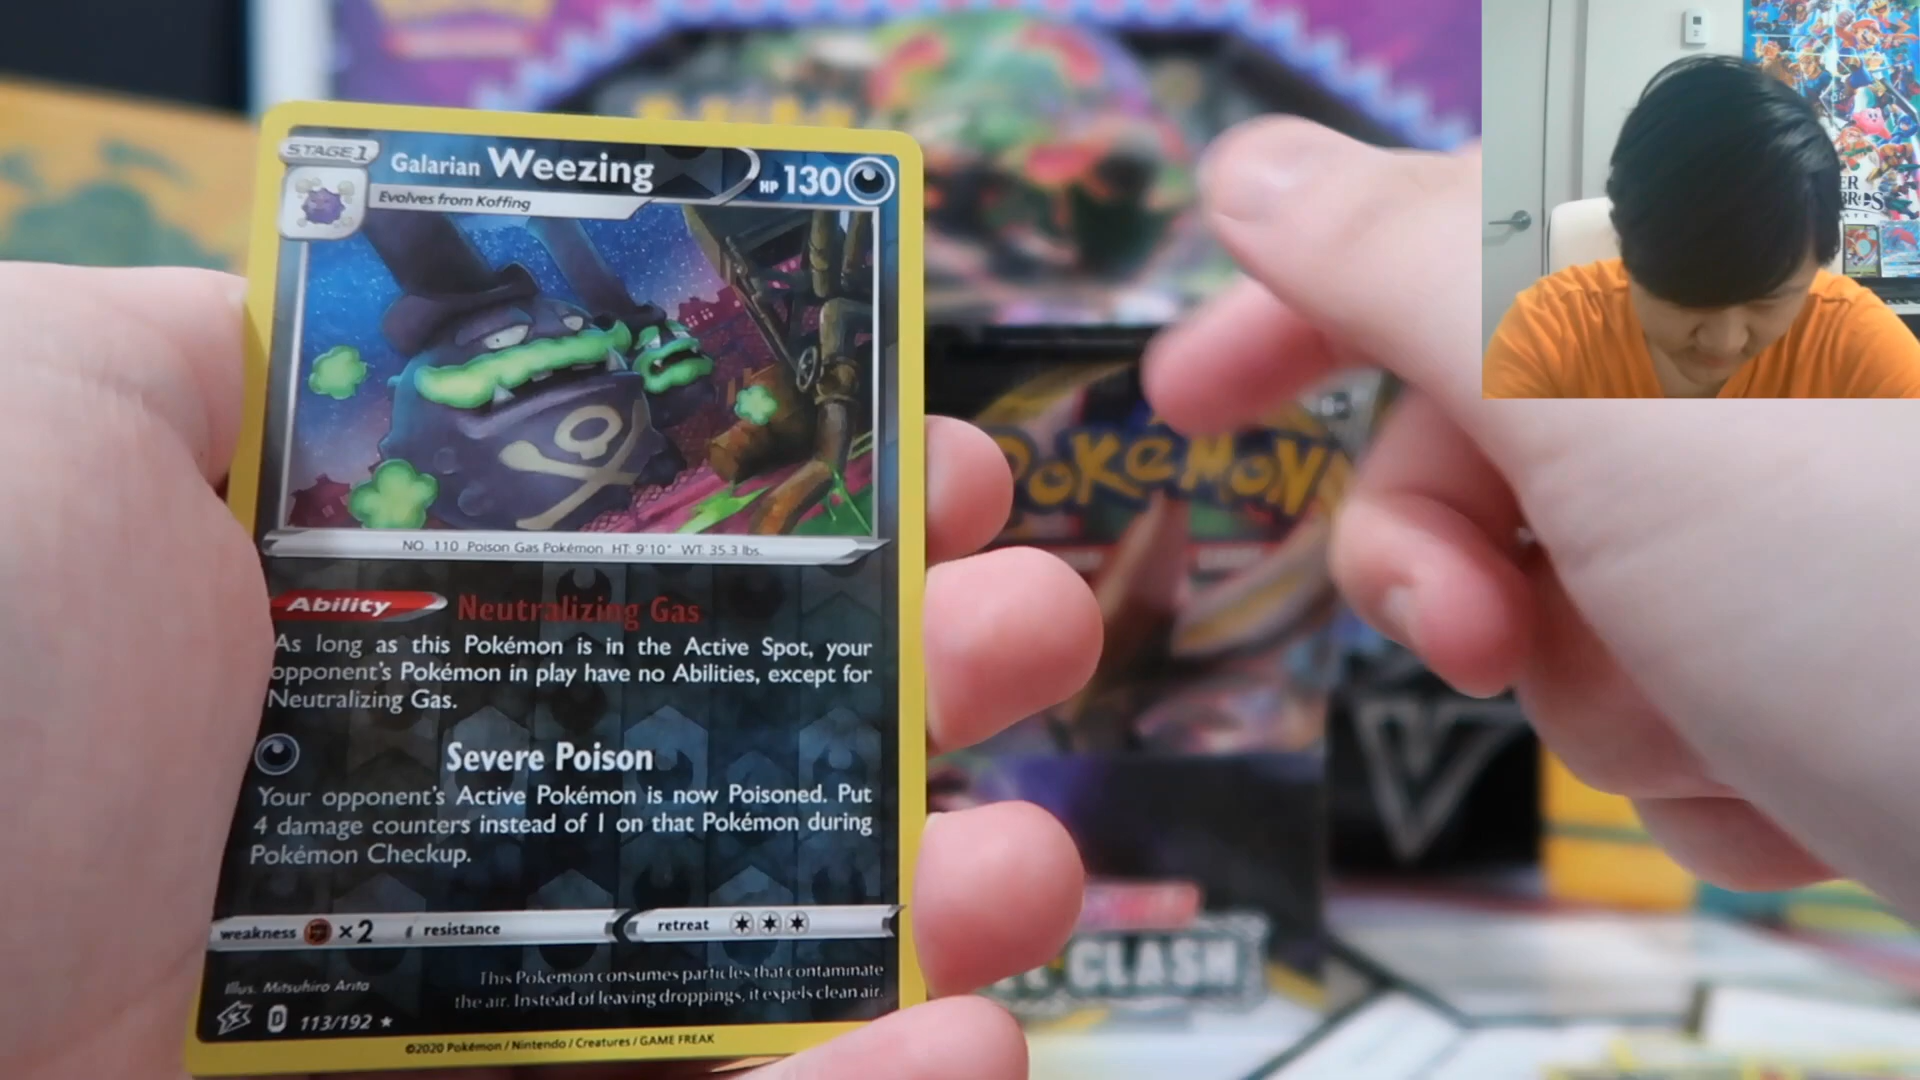 STAGE 1
Galarian Weezing
HP 130
Evolves from Koffing
NO. 110 Poison Gas Pokémon HT: 9'10" WT: 35.3 lbs.
Ability Neutralizing Gas
As long as this Pokémon is in the Active Spot, your
opponent's Pokémon in play have no Abilities, except for
Neutralizing Gas.
Severe Poison
Your opponent's Active Pokémon is now Poisoned. Put
4 damage counters instead of 1 on that Pokémon during
Pokémon Checkup.
weakness ×2 resistance retreat
Illus. Mitsuhiro Arita
This Pokémon consumes particles that contaminate
the air. Instead of leaving droppings, it expels clean air.
D 113/192
©2020 Pokémon / Nintendo / Creatures / GAME FREAK
POKéMON
CLASH
BROS